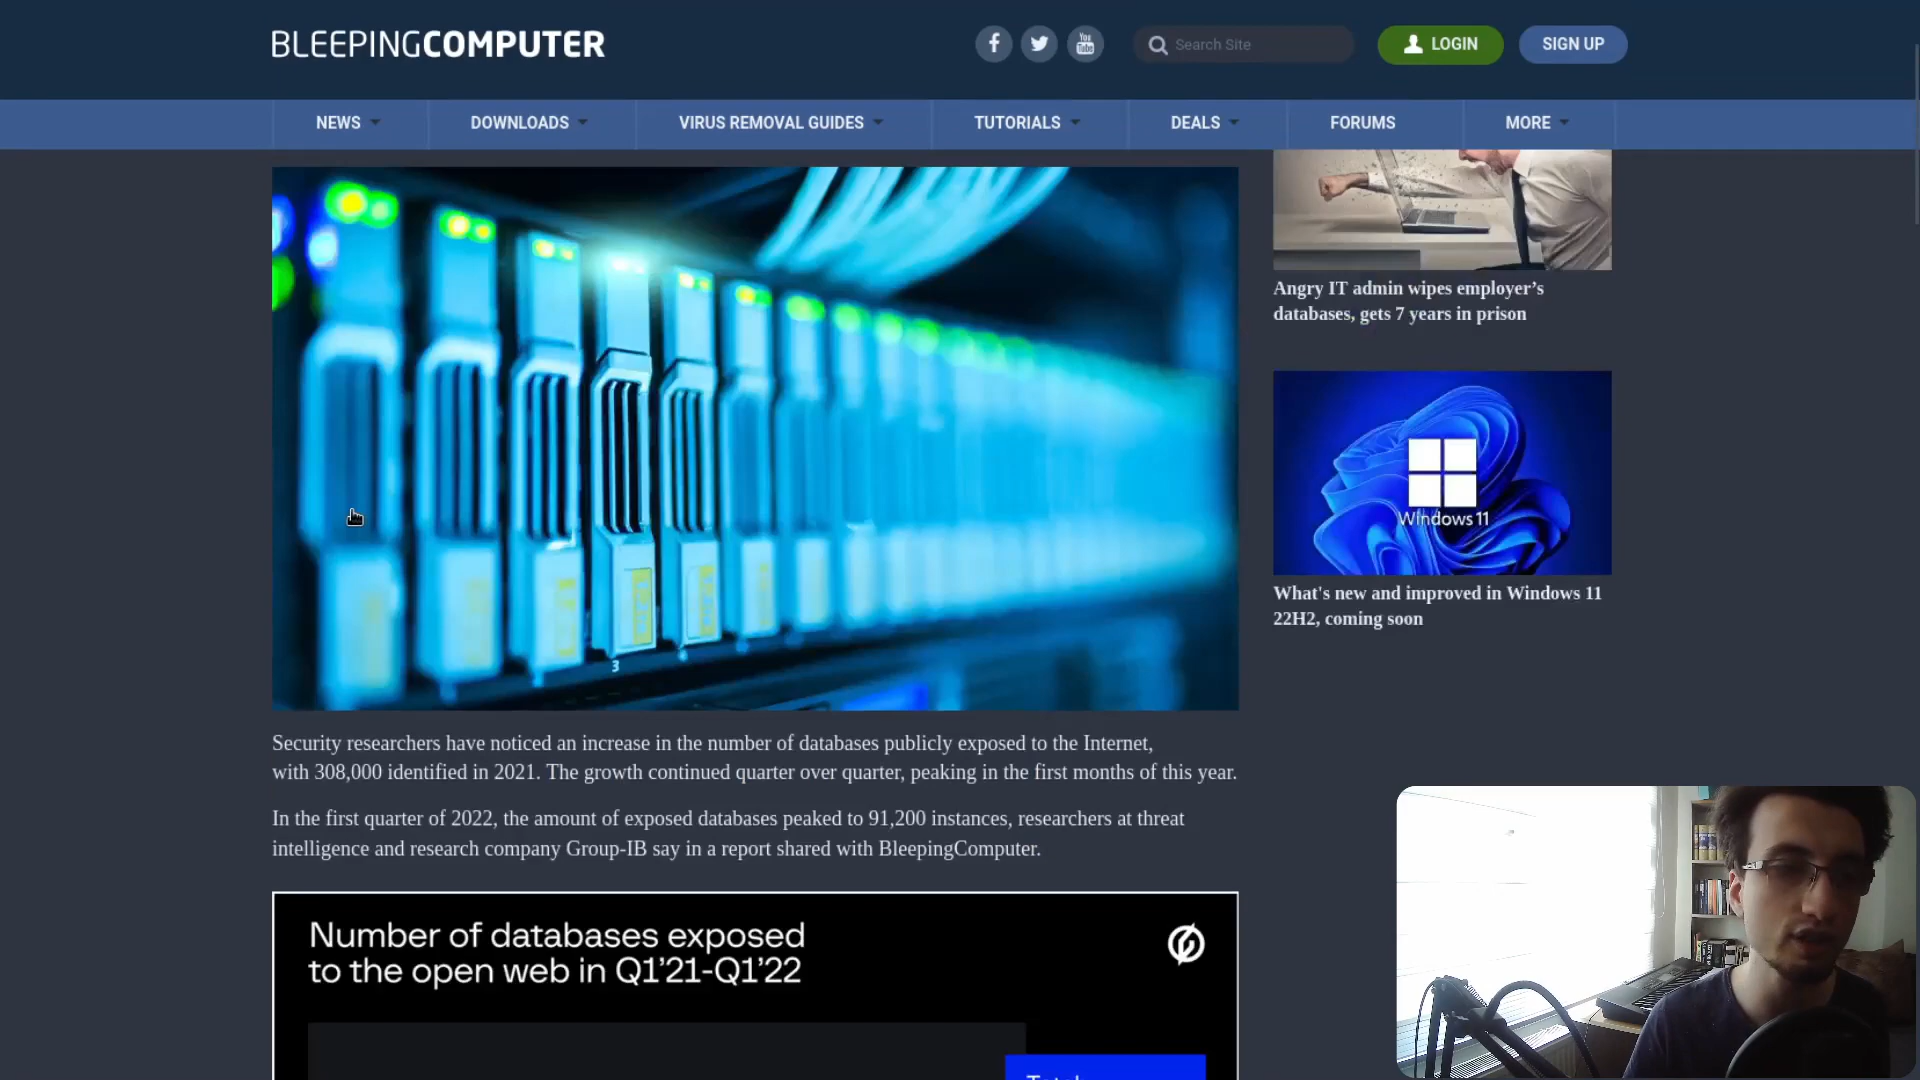 BLEEPINGCOMPUTER
Search Site
LOGIN
SIGN UP
NEWS
DOWNLOADS
VIRUS REMOVAL GUIDES
TUTORIALS
DEALS
FORUMS
MORE
Angry IT admin wipes employer’s
databases, gets 7 years in prison
Windows 11
What's new and improved in Windows 11
22H2, coming soon
3
Security researchers have noticed an increase in the number of databases publicly exposed to the Internet,
with 308,000 identified in 2021. The growth continued quarter over quarter, peaking in the first months of this year.
In the first quarter of 2022, the amount of exposed databases peaked to 91,200 instances, researchers at threat
intelligence and research company Group-IB say in a report shared with BleepingComputer.
Number of databases exposed
to the open web in Q1’21-Q1’22